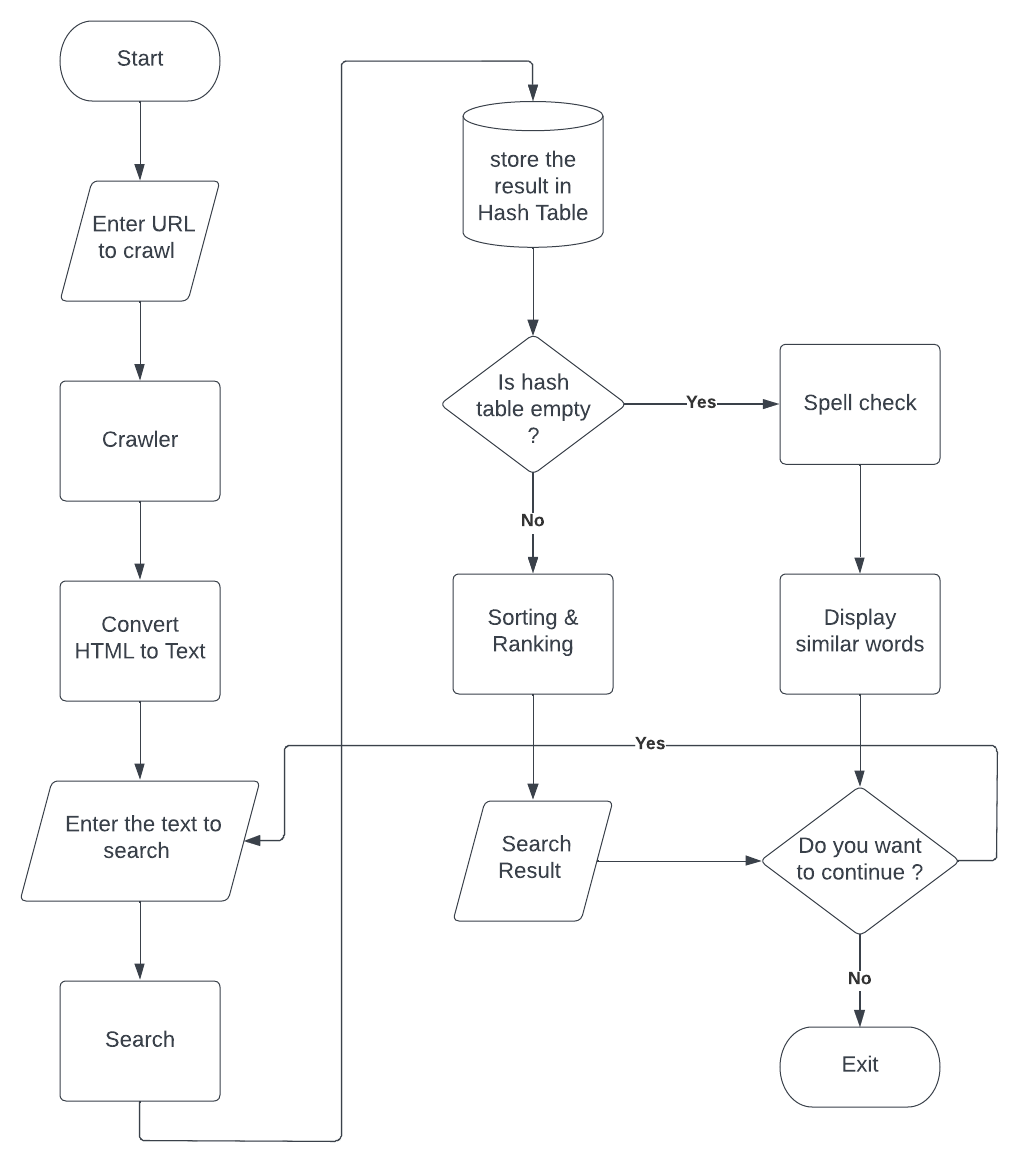 Start
Enter URL
to crawl
Crawler
Convert
HTML to Text
Enter the text to
search
Search
store the
result in
Hash Table
Is hash
table empty
?
Yes
Spell check
No
Sorting &
Ranking
Display
similar words
Yes
Search
Result
Do you want
to continue ?
No
Exit